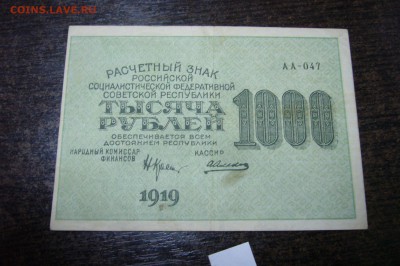 COINS.LAVE.RU
РАСЧЕТНЫЙ ЗНАК
РОССИЙСКОЙ
СОЦИАЛИСТИЧЕСКОЙ ФЕДЕРАТИВНОЙ
СОВЕТСКОЙ РЕСПУБЛИКИ
АА-047
ТЫСЯЧА
РУБЛЕЙ
1000
ОБЕСПЕЧИВАЕТСЯ ВСЕМ
ДОСТОЯНИЕМ РЕСПУБЛИКИ
НАРОДНЫЙ КОМИССАР
ФИНАНСОВ
КАССИР
1919